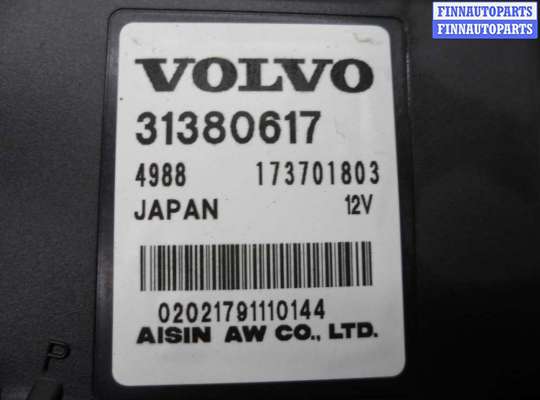 FINNAUTOPARTS
FINNAUTOPARTS
VOLVO
31380617
4988 173701803
JAPAN 12V
02021791110144
AISIN AW CO., LTD.
P